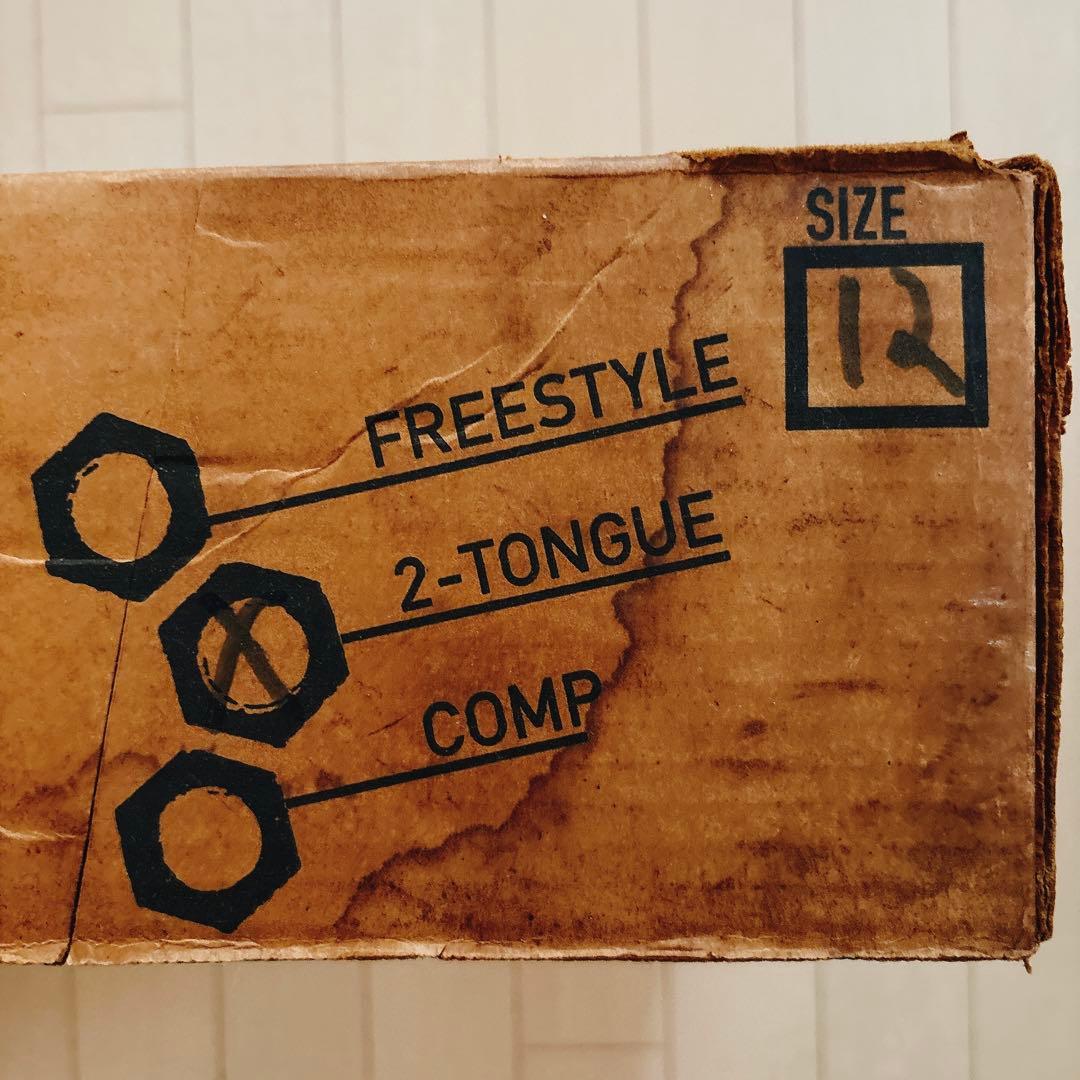 SIZE
12
FREESTYLE
2-TONGUE
X
COMP